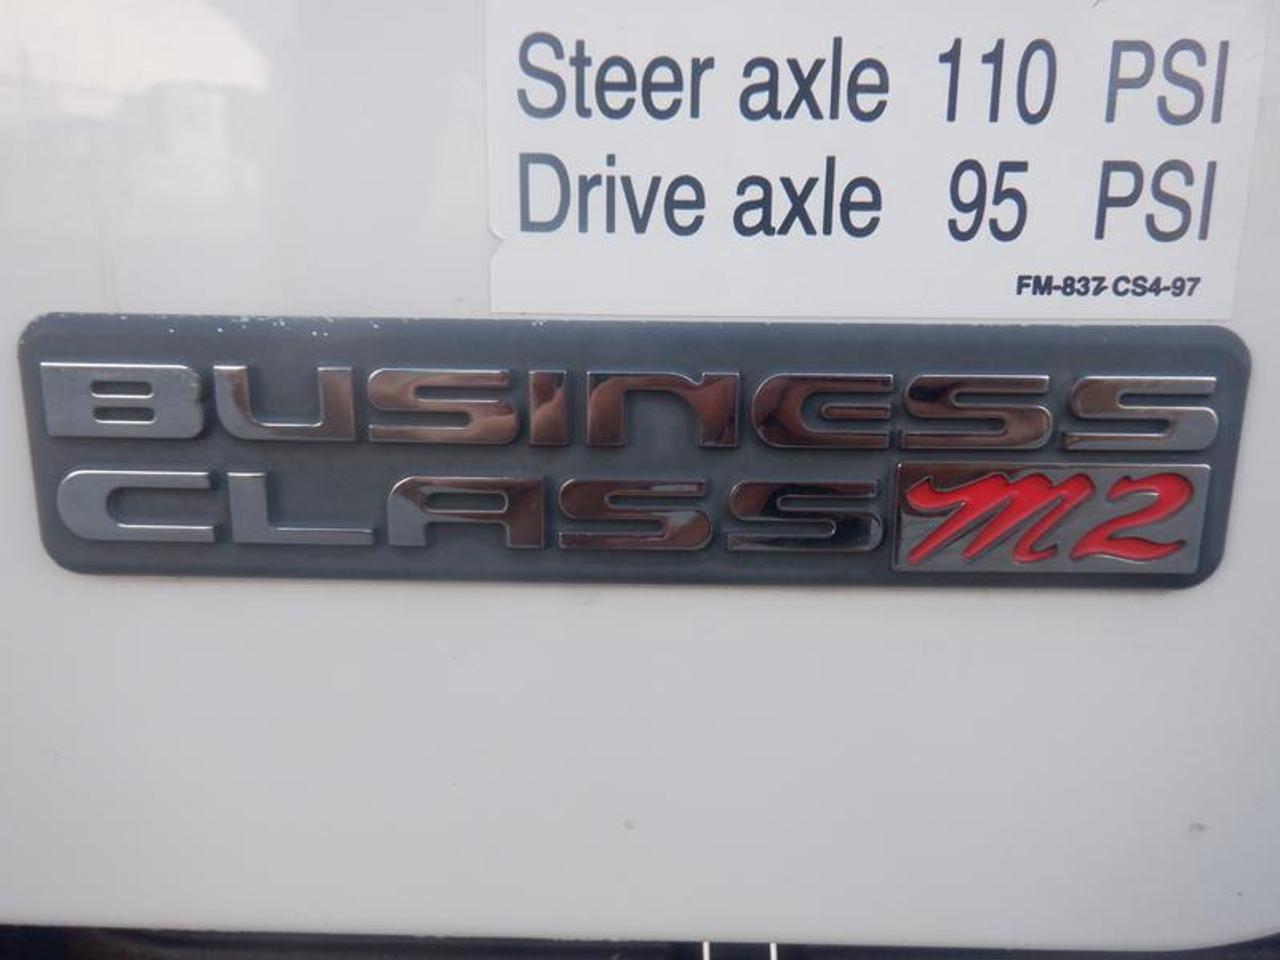 Steer axle 110 PSI
Drive axle 95 PSI
FM-837 CS4-97
BUSINESS
CLASS M2